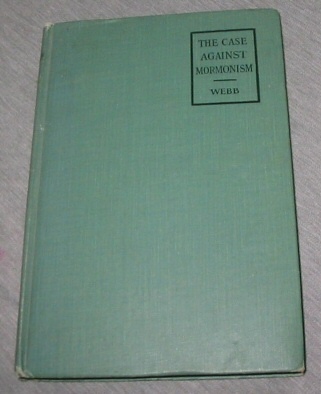 THE CASE
AGAINST
MORMONISM
WEBB